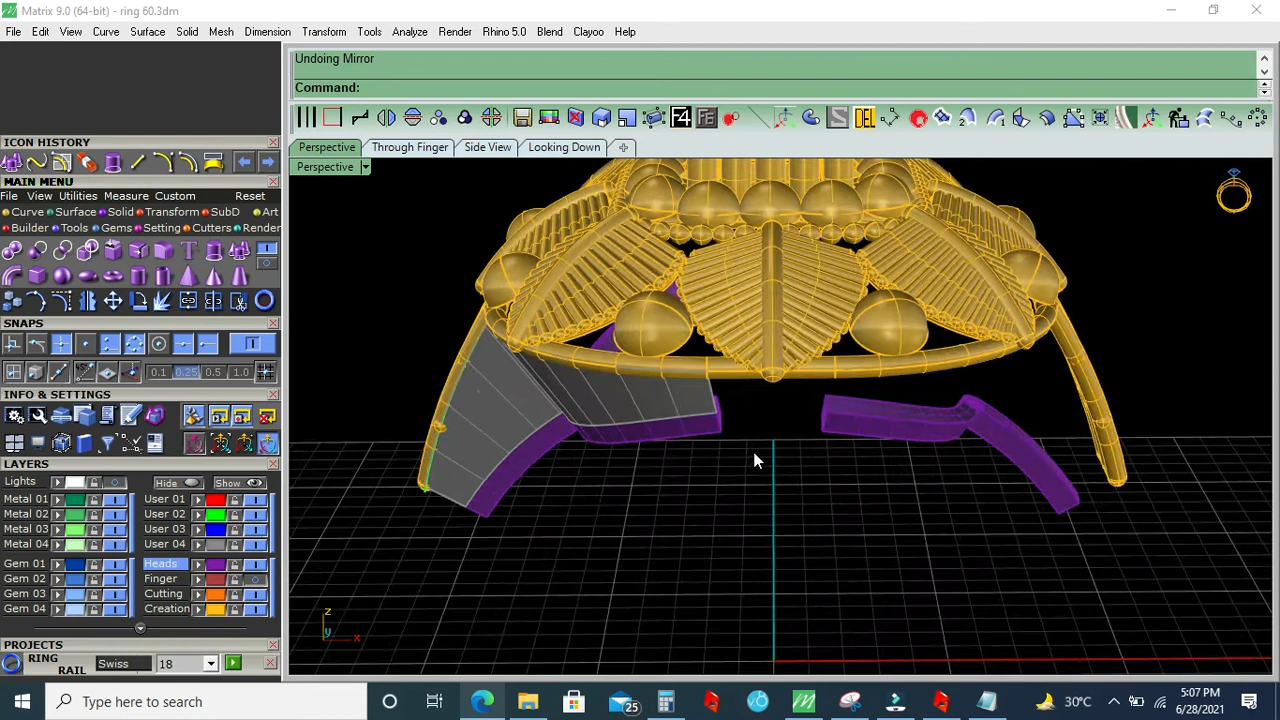 Matrix 9.0 (64-bit) - ring 60.3dm
File Edit View Curve Surface Solid Mesh Dimension Transform Tools Analyze Render Rhino 5.0 Blend Clayoo Help
Undoing Mirror
Command:
F4
DEL
ICON HISTORY
Perspective Through Finger Side View Looking Down
Perspective
MAIN MENU
File View Utilities Measure Custom Reset
Curve Surface Solid Transform SubD Art
Builder Tools Gems Setting Cutters Render
SNAPS
0.1 0.25 0.5 1.0
INFO & SETTINGS
LAYERS
Lights Hide Show
Metal 01 User 01
Metal 02 User 02
Metal 03 User 03
Metal 04 User 04
Gem 01 Heads
Gem 02 Finger
Gem 03 Cutting
Gem 04 Creation
z
y x
PROJECTS
RING RAIL Swiss 18
Type here to search
25
30°C
5:07 PM
6/28/2021